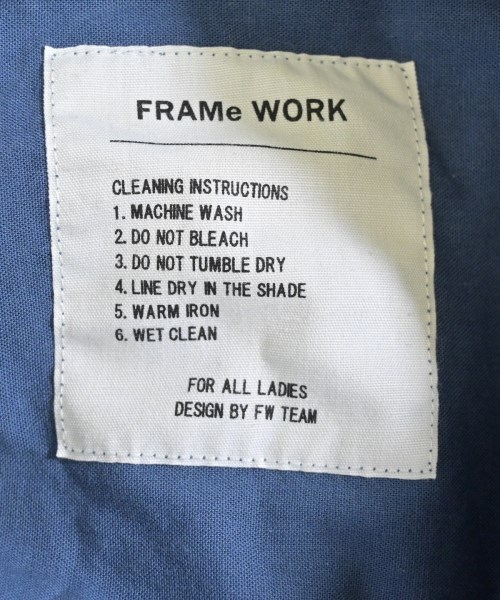 FRAMe WORK
CLEANING INSTRUCTIONS
1. MACHINE WASH
2. DO NOT BLEACH
3. DO NOT TUMBLE DRY
4. LINE DRY IN THE SHADE
5. WARM IRON
6. WET CLEAN
FOR ALL LADIES
DESIGN BY FW TEAM